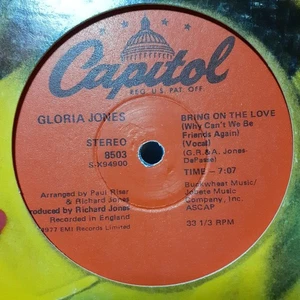 Capitol
REG. U.S. PAT. OFF.
GLORIA JONES
STEREO
8503
S-K94900
BRING ON THE LOVE
(Why Can't We Be
Friends Again)
(Vocal)
(G.R.&A. Jones-
DePasse)
TIME - 7:07
Buckwheat Music/
Jobete Music
Company, Inc.
ASCAP
33 1/3 RPM
Arranged by Paul Riser
& Richard Jones
Produced by Richard Jones
Recorded in England
1977 EMI Records Limited